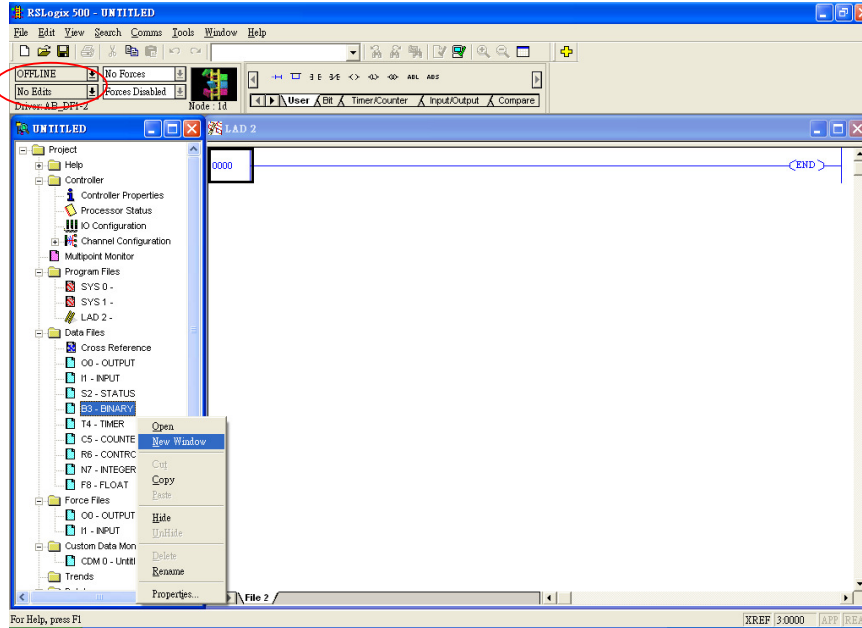 RSLogix 500 - UNTITLED
File Edit View Search Comms Tools Window Help
OFFLINE No Forces
No Edits Forces Disabled
Driver: AB_DF1-2 Node : 1d
ABL ABS
User Bit Timer/Counter Input/Output Compare
UNTITLED
LAD 2
Project
Help
Controller
Controller Properties
Processor Status
IO Configuration
Channel Configuration
Multipoint Monitor
Program Files
SYS 0 -
SYS 1 -
LAD 2 -
Data Files
Cross Reference
O0 - OUTPUT
I1 - INPUT
S2 - STATUS
B3 - BINARY
T4 - TIMER
C5 - COUNTE
R6 - CONTRC
N7 - INTEGER
F8 - FLOAT
Force Files
O0 - OUTPUT
I1 - INPUT
Custom Data Mon
CDM 0 - Untitl
Trends
Open
New Window
Cut
Copy
Paste
Hide
UnHide
Delete
Rename
Properties...
0000
END
File 2
For Help, press F1
XREF 3:0000 APP REA